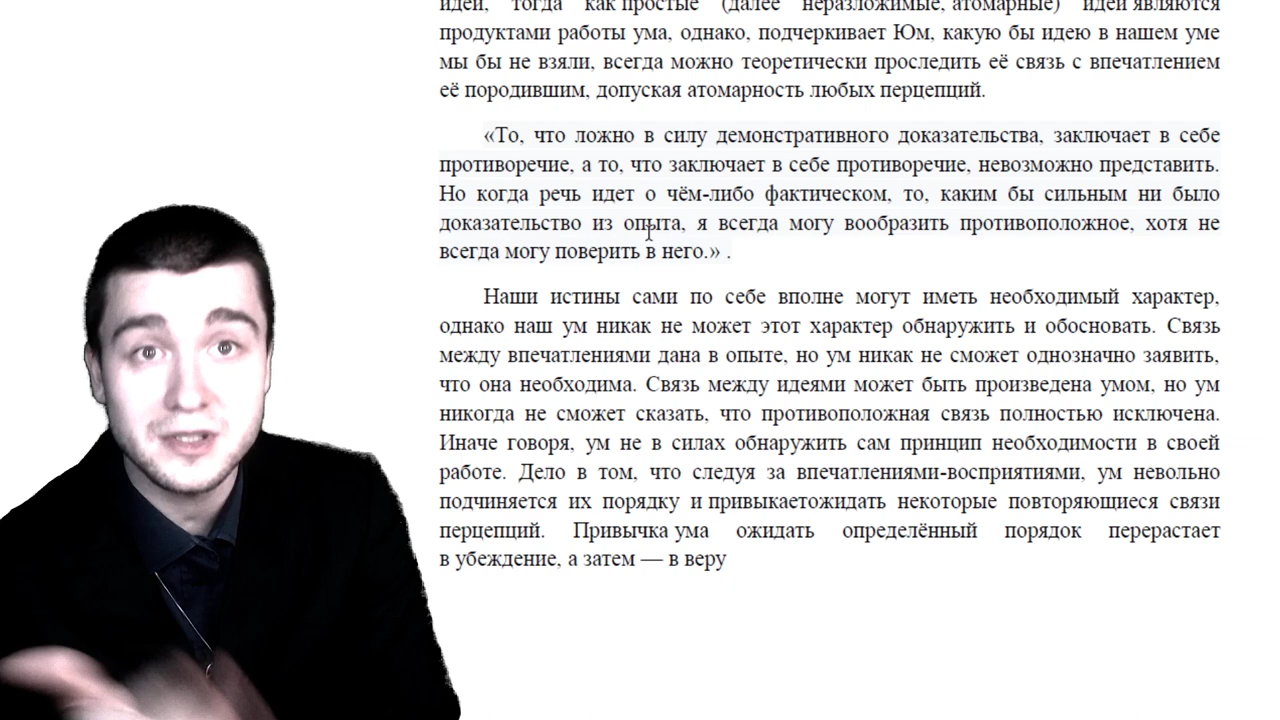 идеи, тогда как простые (далее неразложимые, атомарные) идеи являются
продуктами работы ума, однако, подчеркивает Юм, какую бы идею в нашем уме
мы бы не взяли, всегда можно теоретически проследить её связь с впечатлением
её породившим, допуская атомарность любых перцепций.
«То, что ложно в силу демонстративного доказательства, заключает в себе
противоречие, а то, что заключает в себе противоречие, невозможно представить.
Но когда речь идет о чём-либо фактическом, то, каким бы сильным ни было
доказательство из опыта, я всегда могу вообразить противоположное, хотя не
всегда могу поверить в него.» .
Наши истины сами по себе вполне могут иметь необходимый характер,
однако наш ум никак не может этот характер обнаружить и обосновать. Связь
между впечатлениями дана в опыте, но ум никак не сможет однозначно заявить,
что она необходима. Связь между идеями может быть произведена умом, но ум
никогда не сможет сказать, что противоположная связь полностью исключена.
Иначе говоря, ум не в силах обнаружить сам принцип необходимости в своей
работе. Дело в том, что следуя за впечатлениями-восприятиями, ум невольно
подчиняется их порядку и привыкаетожидать некоторые повторяющиеся связи
перцепций. Привычка ума ожидать определённый порядок перерастает
в убеждение, а затем — в веру